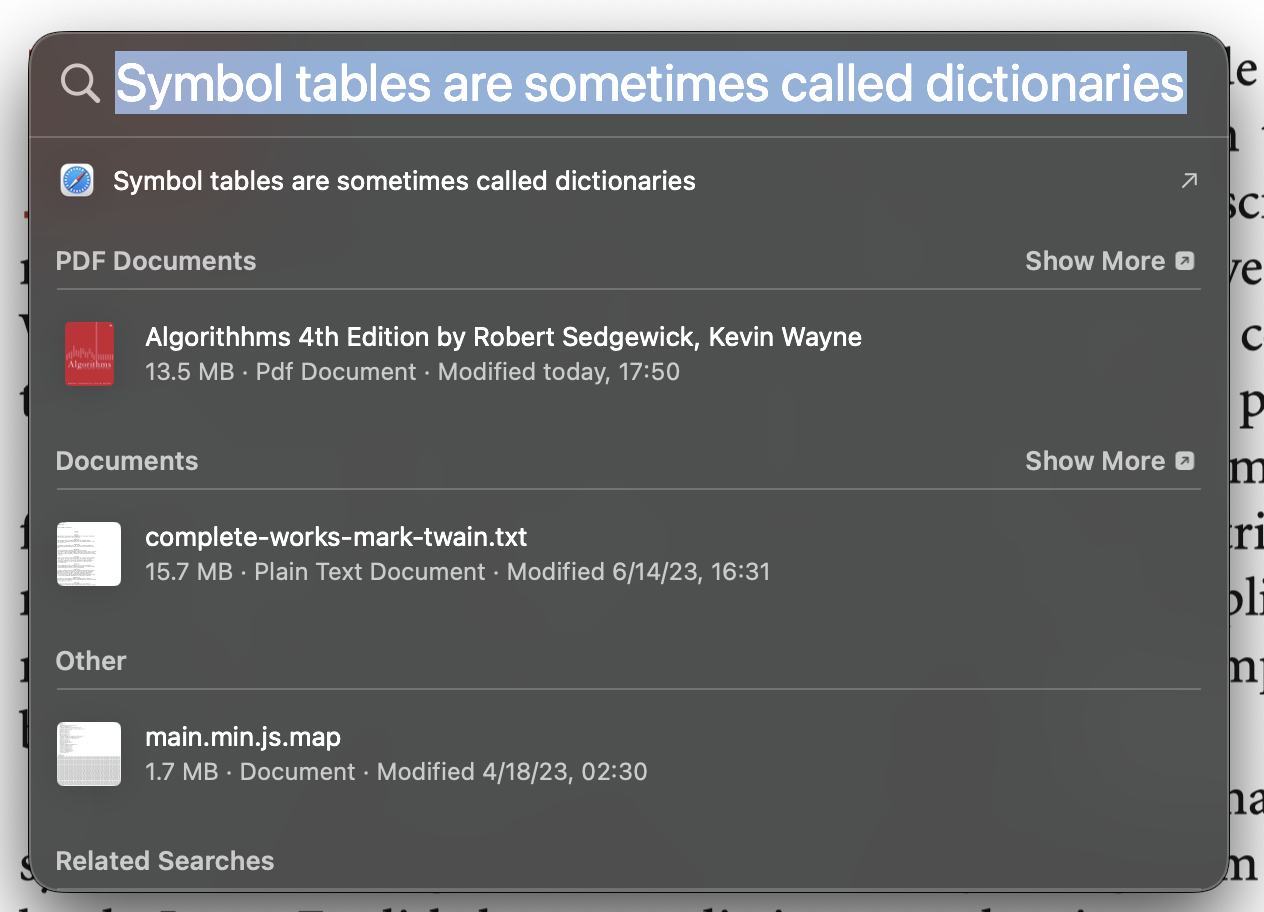 Symbol tables are sometimes called dictionaries
Symbol tables are sometimes called dictionaries
PDF Documents
Show More
Algorithhms 4th Edition by Robert Sedgewick, Kevin Wayne
13.5 MB · Pdf Document · Modified today, 17:50
Algorithms
Documents
Show More
complete-works-mark-twain.txt
15.7 MB · Plain Text Document · Modified 6/14/23, 16:31
Other
main.min.js.map
1.7 MB · Document · Modified 4/18/23, 02:30
Related Searches